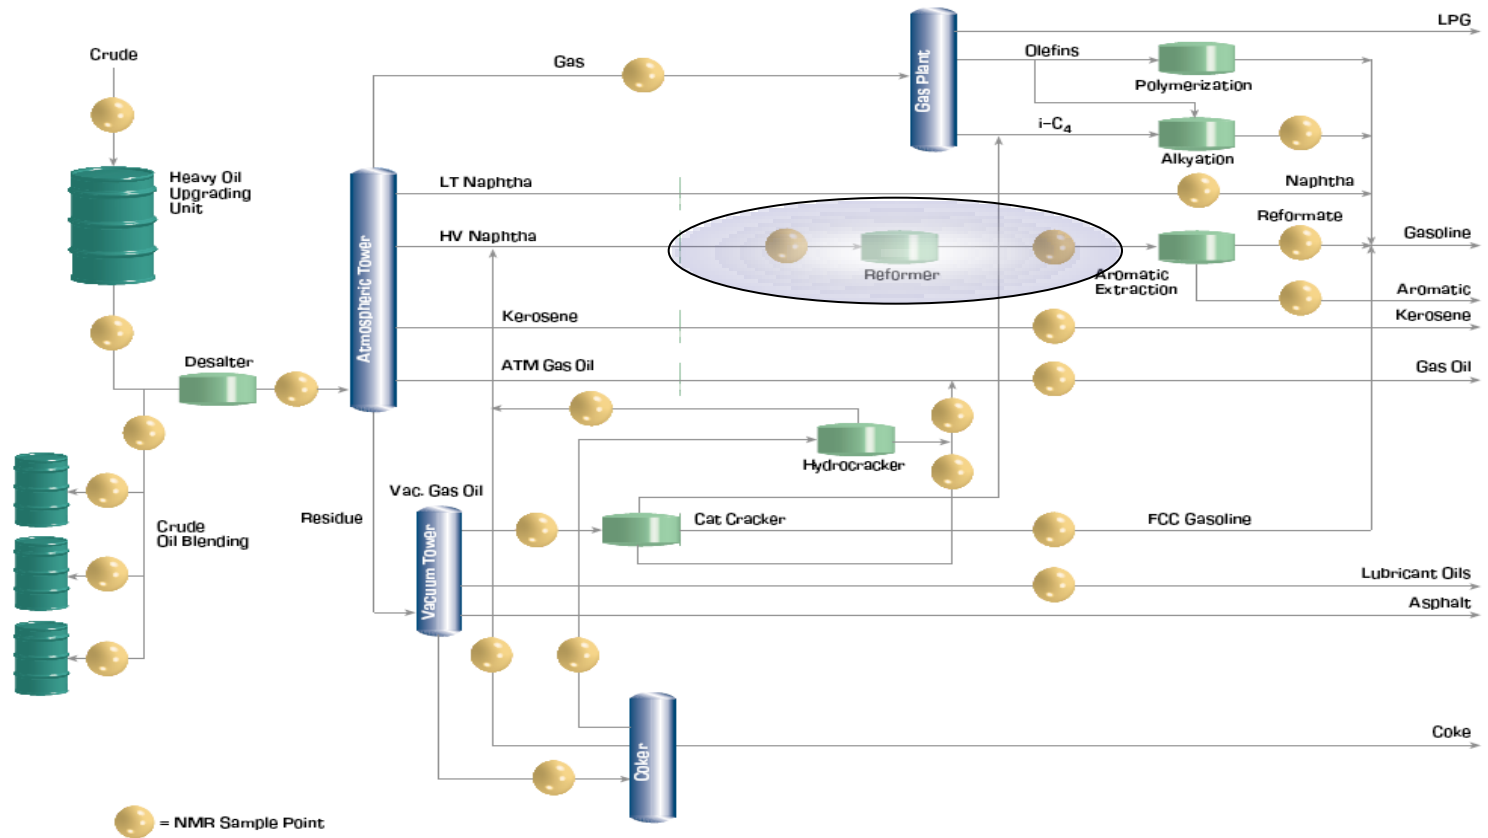 LPG
Crude
Olefins
Gas
Gas Plant
Polymerization
i-C4
Alkyation
Heavy Oil
Upgrading
Unit
LT Naphtha
Naphtha
Reformate
HV Naphtha
Gasoline
Reformer
Aromatic
Extraction
Aromatic
Atmospheric Tower
Kerosene
Kerosene
Desalter
ATM Gas Oil
Gas Oil
Hydrocracker
Vac. Gas Oil
Residue
Cat Cracker
FCC Gasoline
Crude
Oil Blending
Vacuum Tower
Lubricant Oils
Asphalt
Coke
Coker
= NMR Sample Point